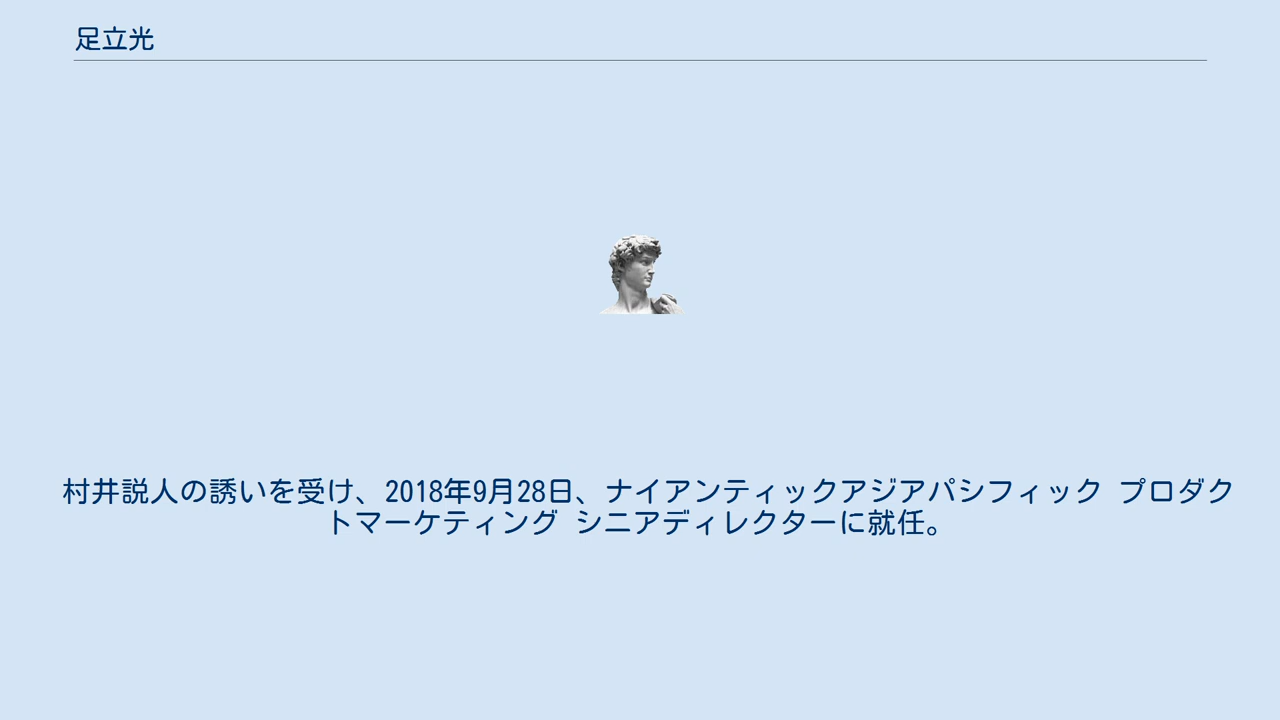 足立光
村井説人の誘いを受け、2018年9月28日、ナイアンティックアジアパシフィック プロダク
トマーケティング シニアディレクターに就任。